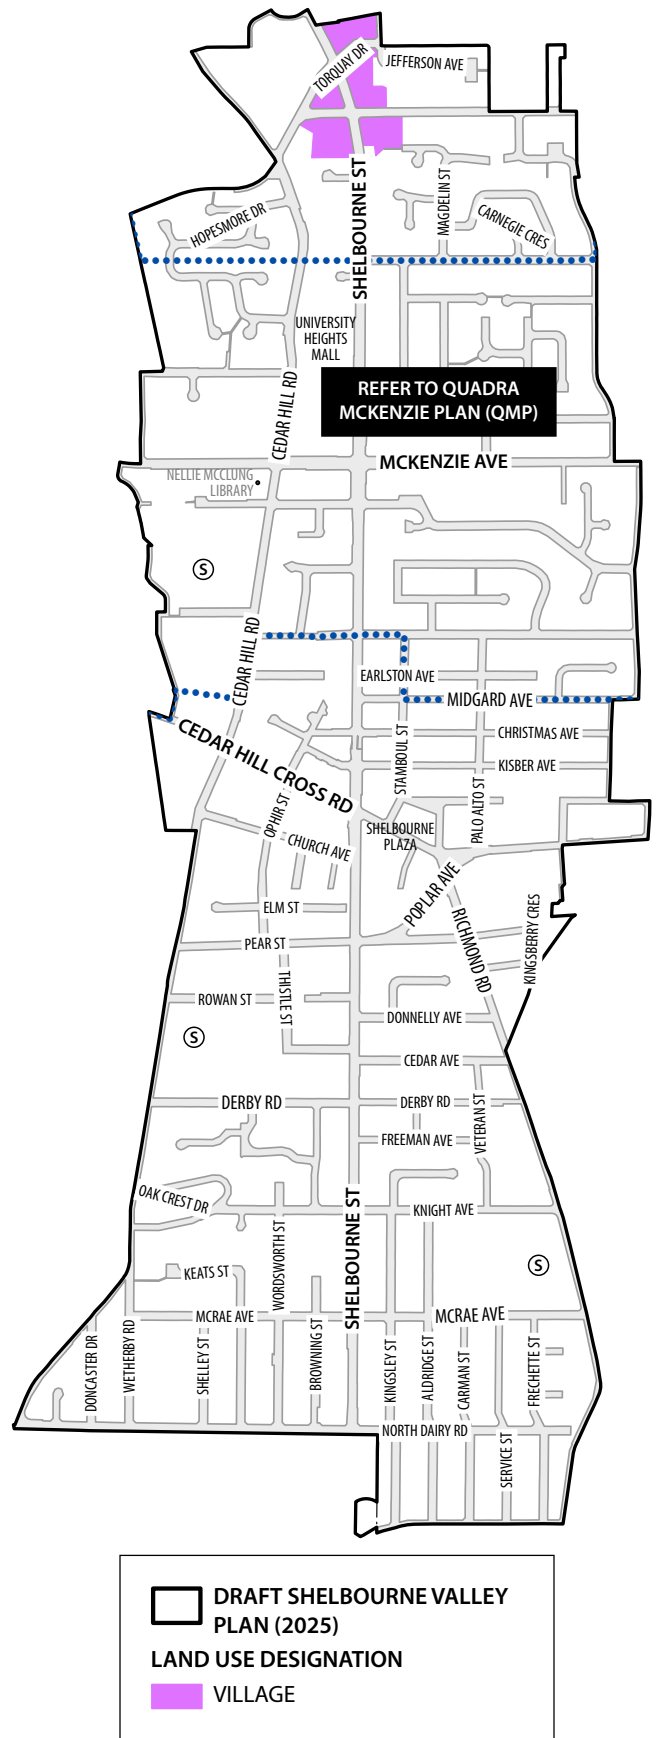 TORQUAY DR
JEFFERSON AVE
SHELBOURNE ST
MAGDELIN ST
HOPESMORE DR
CARNEGIE CRES
UNIVERSITY
HEIGHTS
MALL
CEDAR HILL RD
REFER TO QUADRA
MCKENZIE PLAN (QMP)
MCKENZIE AVE
NELLIE MCCLUNG
LIBRARY
S
CEDAR HILL RD
EARLSTON AVE
MIDGARD AVE
CEDAR HILL CROSS RD
STAMBOUL ST
CHRISTMAS AVE
KISBER AVE
OPHIR ST
SHELBOURNE
PLAZA
PALO ALTO ST
CHURCH AVE
POPLAR AVE
ELM ST
RICHMOND RD
KINGSBERRY CRES
PEAR ST
THISTLE ST
ROWAN ST
DONNELLY AVE
S
CEDAR AVE
DERBY RD
DERBY RD
VETERAN ST
FREEMAN AVE
OAK CREST DR
SHELBOURNE ST
KNIGHT AVE
WORDSWORTH ST
S
KEATS ST
MCRAE AVE
MCRAE AVE
DONCASTER DR
WETHERBY RD
SHELLEY ST
BROWNING ST
KINGSLEY ST
ALDRIDGE ST
CARMAN ST
FRECHETTE ST
NORTH DAIRY RD
SERVICE ST
DRAFT SHELBOURNE VALLEY
PLAN (2025)
LAND USE DESIGNATION
VILLAGE